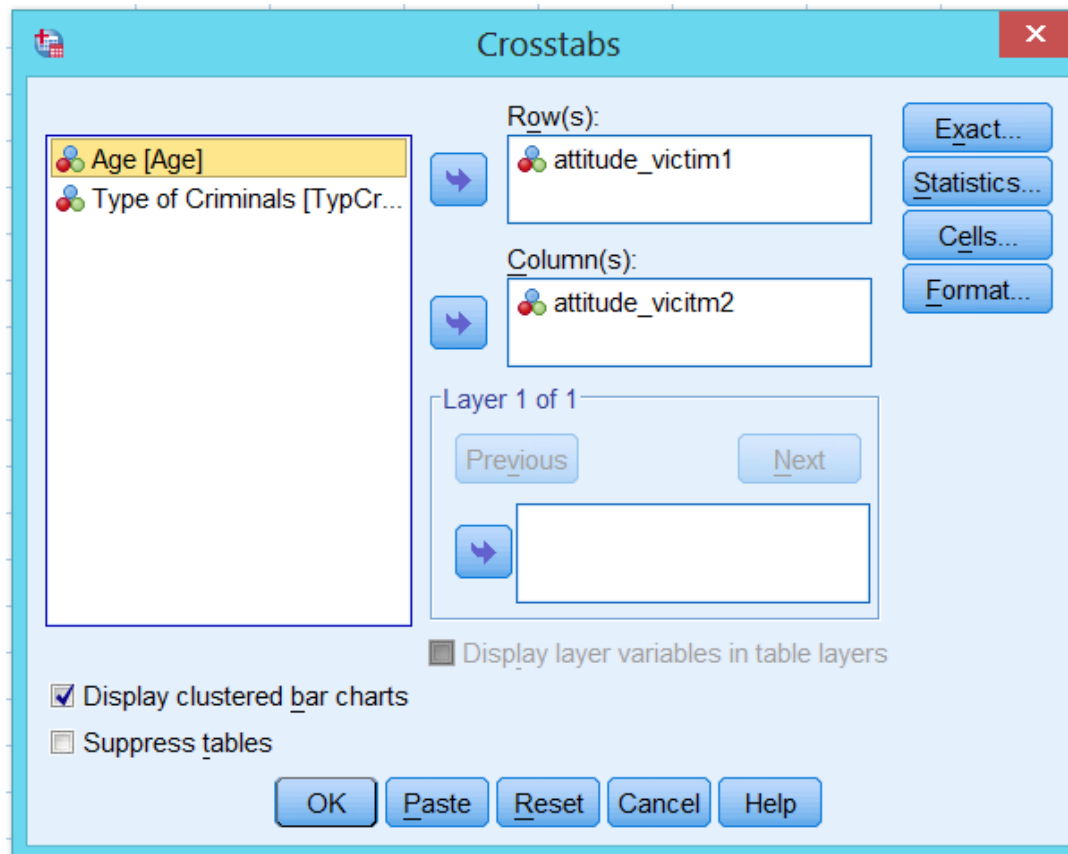 Crosstabs
Age [Age]
Type of Criminals [TypCr...
Row(s):
attitude_victim1
Column(s):
attitude_vicitm2
Exact...
Statistics...
Cells...
Format...
Layer 1 of 1
Previous
Next
Display layer variables in table layers
Display clustered bar charts
Suppress tables
OK
Paste
Reset
Cancel
Help